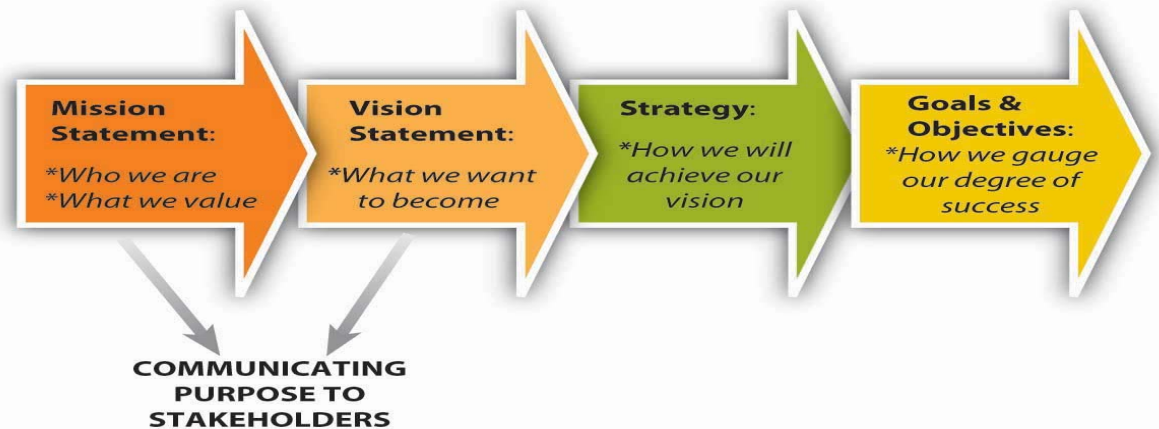 Mission
Statement:
*Who we are
*What we value
Vision
Statement:
*What we want
to become
Strategy:
*How we will
achieve our
vision
Goals &
Objectives:
*How we gauge
our degree of
success
COMMUNICATING
PURPOSE TO
STAKEHOLDERS